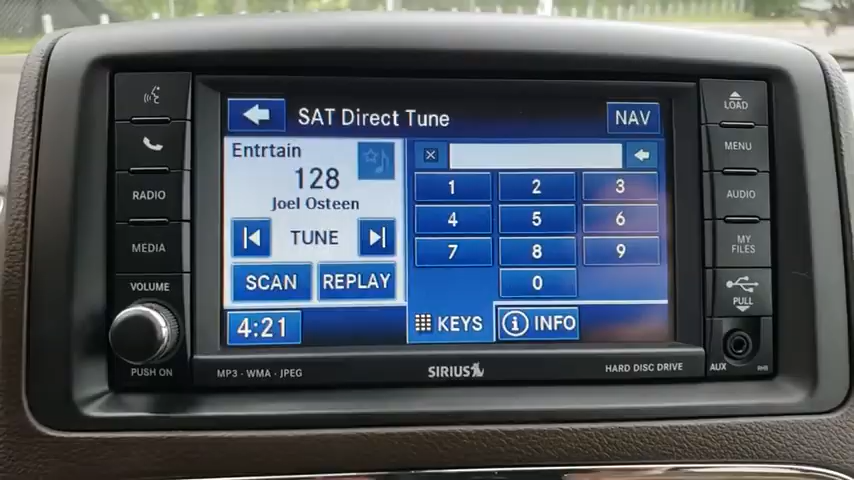 SAT Direct Tune
NAV
Entrtain
128
Joel Osteen
TUNE
SCAN
REPLAY
4:21
1
2
3
4
5
6
7
8
9
0
KEYS
INFO
RADIO
MEDIA
VOLUME
PUSH ON
LOAD
MENU
AUDIO
MY
FILES
PULL
AUX
RHB
MP3 - WMA - JPEG
SIRIUS
HARD DISC DRIVE